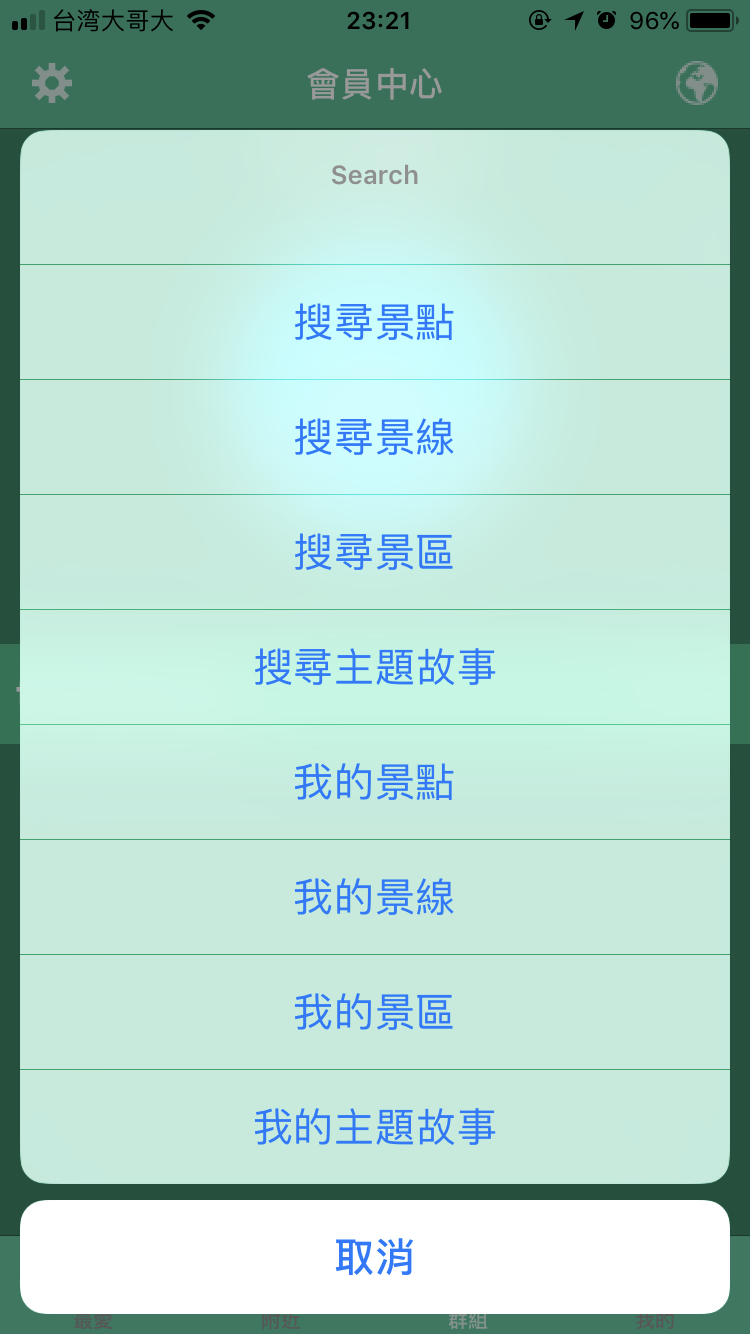 台湾大哥大 23:21 96%
會員中心
Search
搜尋景點
搜尋景線
搜尋景區
搜尋主題故事
我的景點
我的景線
我的景區
我的主題故事
取消
最愛 附近 群組 我的